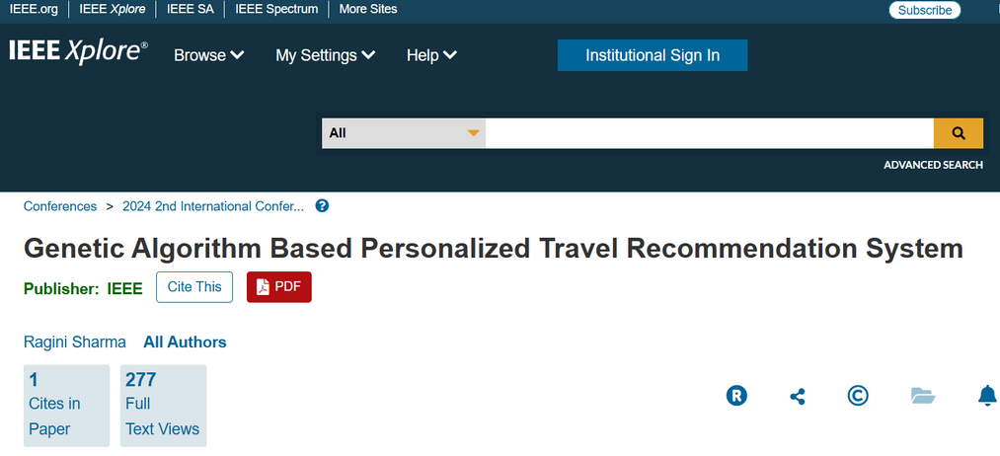 IEEE.org IEEE Xplore IEEE SA IEEE Spectrum More Sites Subscribe
IEEE Xplore® Browse My Settings Help Institutional Sign In
All
ADVANCED SEARCH
Conferences > 2024 2nd International Confer... ?
Genetic Algorithm Based Personalized Travel Recommendation System
Publisher: IEEE Cite This PDF
Ragini Sharma All Authors
1 277
Cites in Full
Paper Text Views
R ©